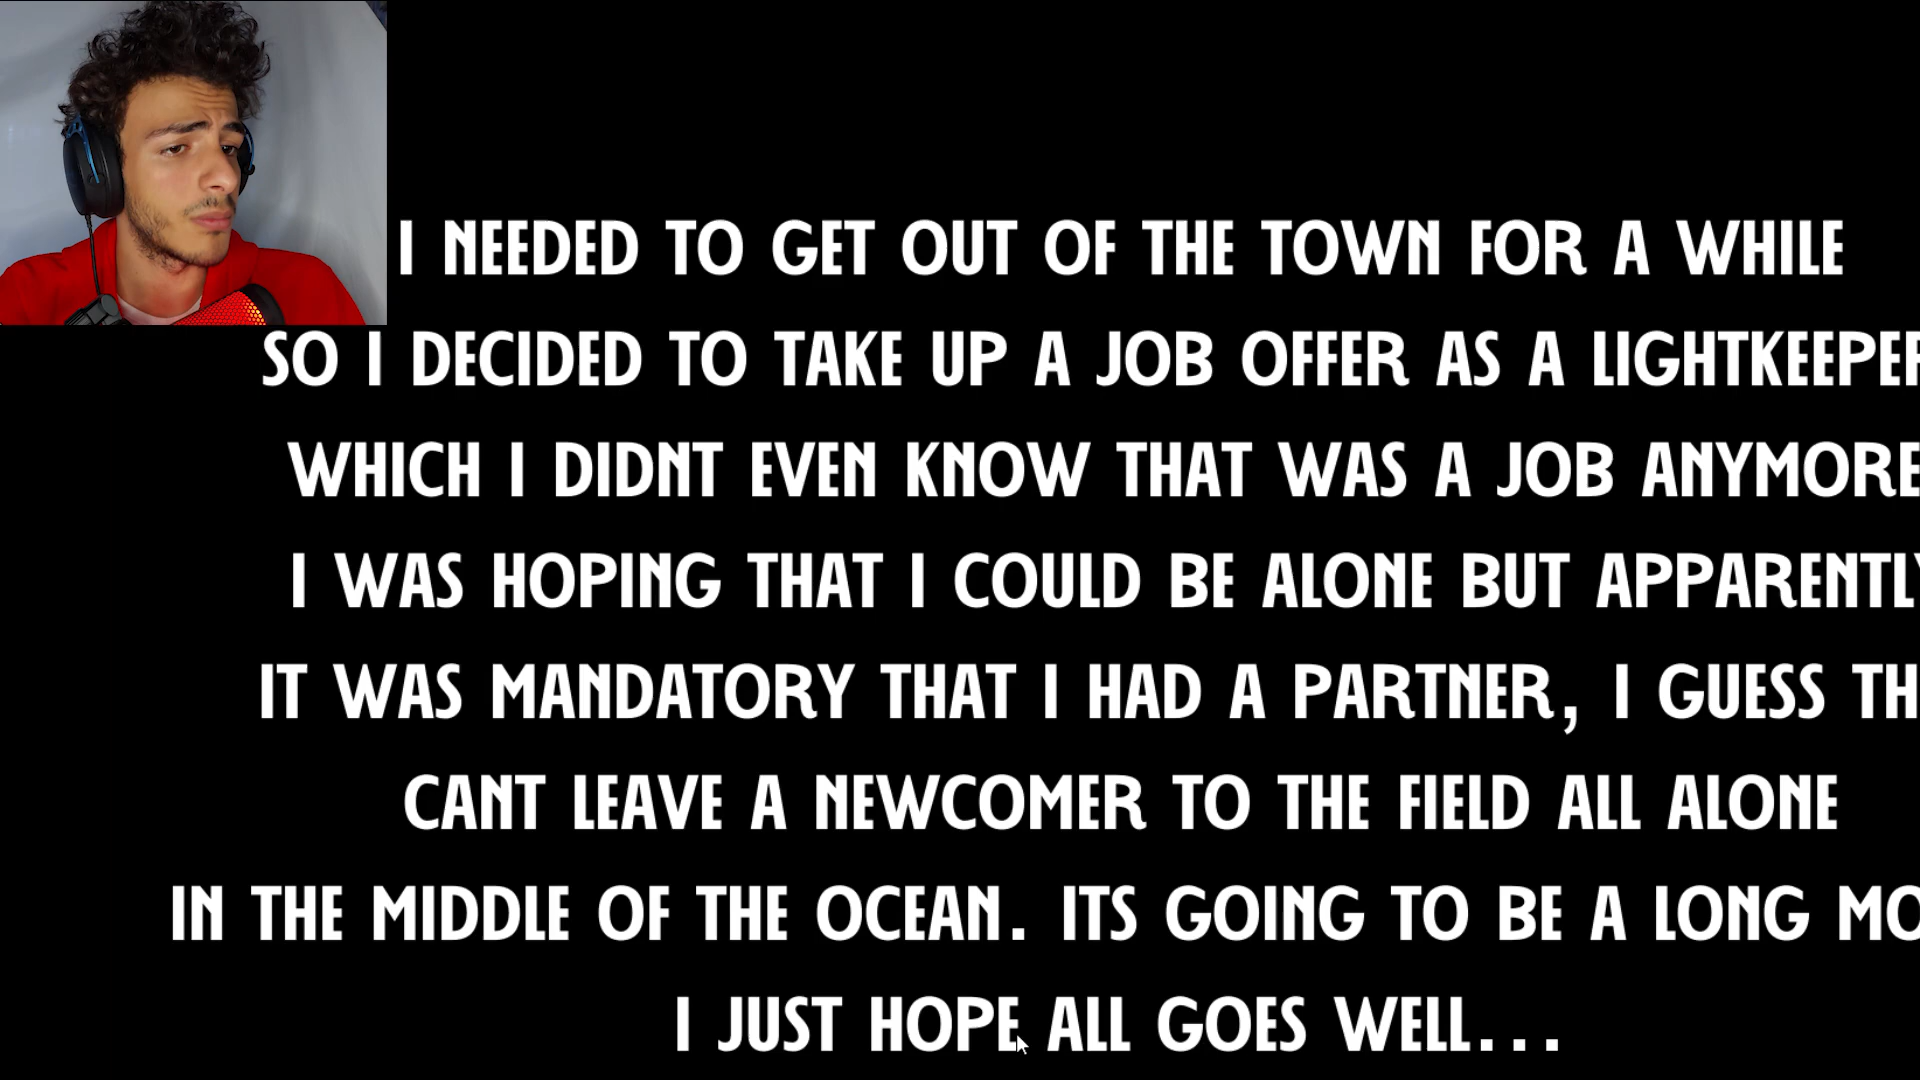 I NEEDED TO GET OUT OF THE TOWN FOR A WHILE
SO I DECIDED TO TAKE UP A JOB OFFER AS A LIGHTKEEPER
WHICH I DIDNT EVEN KNOW THAT WAS A JOB ANYMORE
I WAS HOPING THAT I COULD BE ALONE BUT APPARENTLY
IT WAS MANDATORY THAT I HAD A PARTNER, I GUESS
CANT LEAVE A NEWCOMER TO THE FIELD ALL ALONE
IN THE MIDDLE OF THE OCEAN. ITS GOING TO BE A LONG
I JUST HOPE ALL GOES WELL...